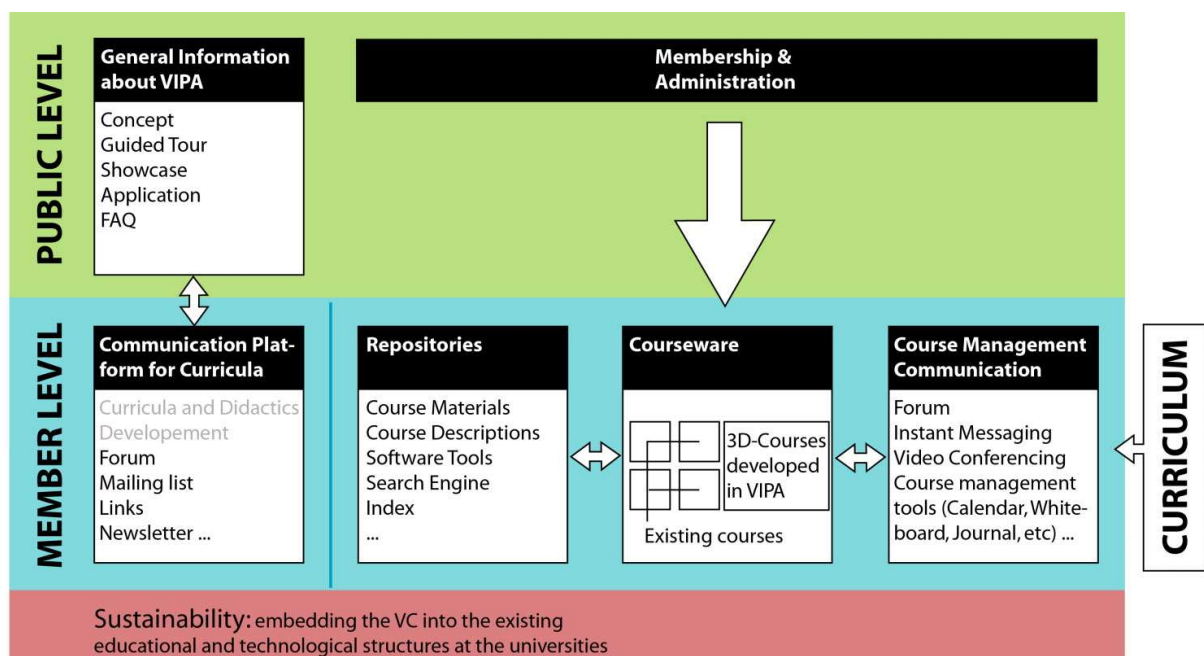 PUBLIC LEVEL
General Information
about VIPA
Concept
Guided Tour
Showcase
Application
FAQ
Membership &
Administration
MEMBER LEVEL
Communication Plat-
form for Curricula
Curricula and Didactics
Developement
Forum
Mailing list
Links
Newsletter ...
Repositories
Course Materials
Course Descriptions
Software Tools
Search Engine
Index
...
Courseware
3D-Courses
developed
in VIPA
Existing courses
Course Management
Communication
Forum
Instant Messaging
Video Conferencing
Course management
tools (Calendar, White-
board, Journal, etc) ...
CURRICULUM
Sustainability: embedding the VC into the existing
educational and technological structures at the universities